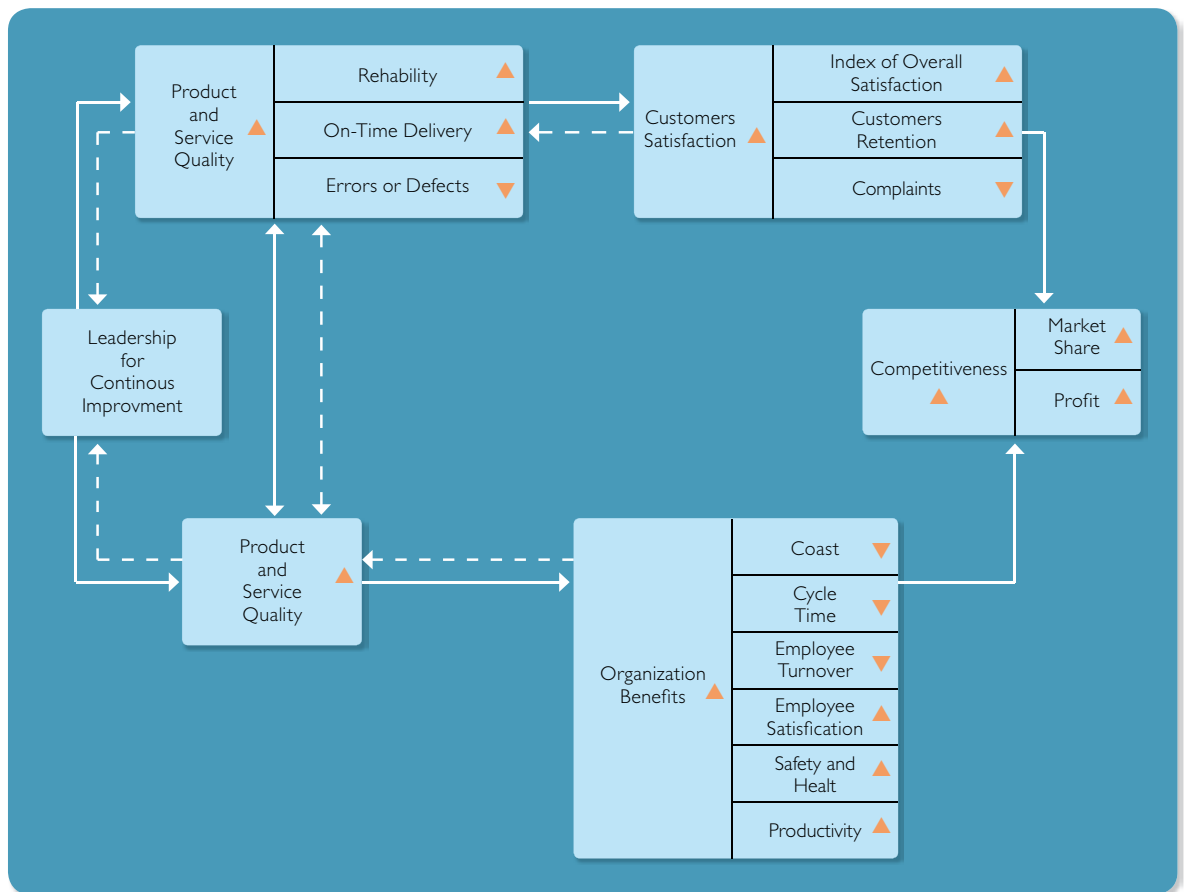 Product
and
Service
Quality
Rehability
On-Time Delivery
Errors or Defects
Customers
Satisfaction
Index of Overall
Satisfaction
Customers
Retention
Complaints
Leadership
for
Continous
Improvment
Competitiveness
Market
Share
Profit
Product
and
Service
Quality
Organization
Benefits
Coast
Cycle
Time
Employee
Turnover
Employee
Satisfication
Safety and
Healt
Productivity